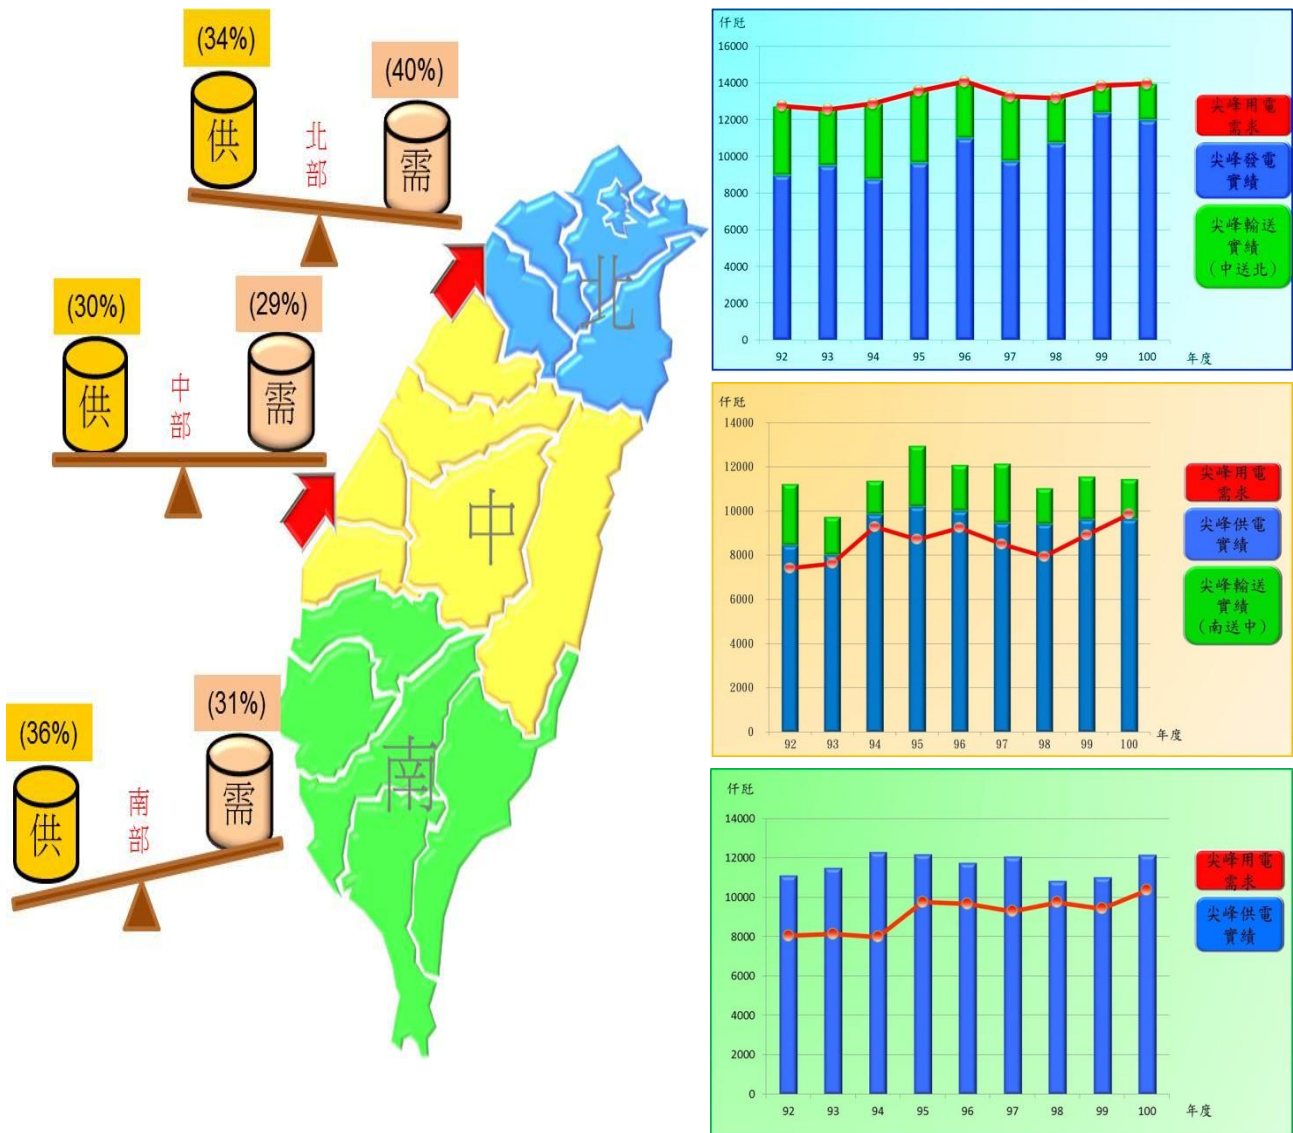 (34%)
供
北
部
(40%)
需
(30%)
供
中
部
(29%)
需
(36%)
供
南
部
(31%)
需
北
中
南
仟瓩
16000
14000
12000
10000
8000
6000
4000
2000
0
92 93 94 95 96 97 98 99 100 年度
尖峰用電
需求
尖峰發電
實績
尖峰輸送
實績
(中送北)
仟瓩
14000
12000
10000
8000
6000
4000
2000
0
92 93 94 95 96 97 98 99 100 年度
尖峰用電
需求
尖峰供電
實績
尖峰輸送
實績
(南送中)
仟瓩
14000
12000
10000
8000
6000
4000
2000
0
92 93 94 95 96 97 98 99 100 年度
尖峰用電
需求
尖峰供電
實績